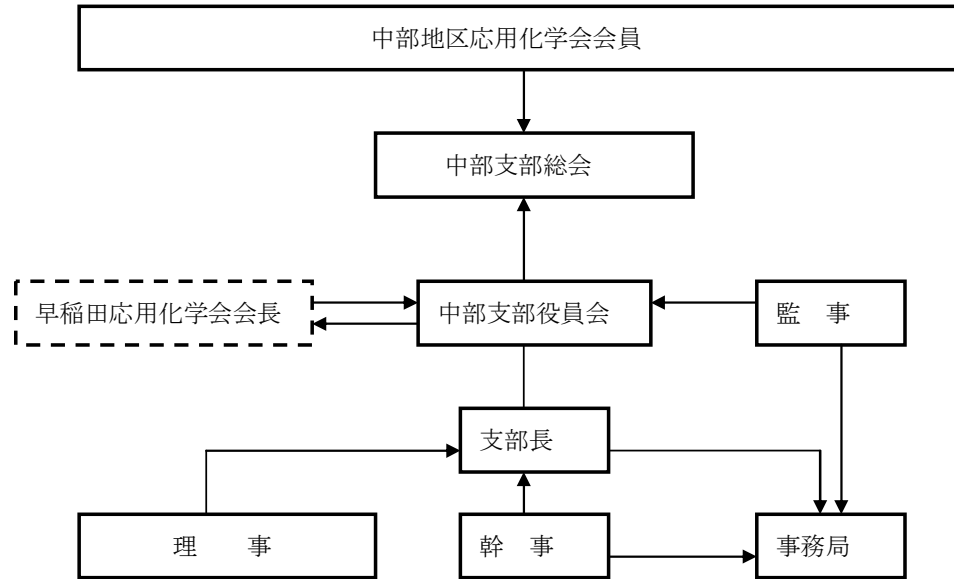 中部地区応用化学会会員
中部支部総会
早稲田応用化学会会長
中部支部役員会
監　事
支部長
理　　事
幹　事
事務局